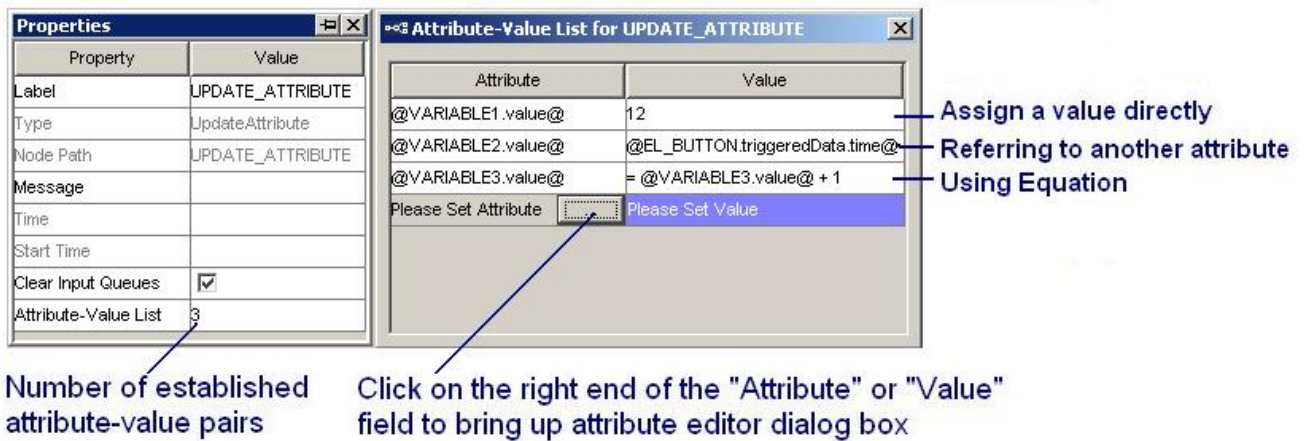 Properties
Property Value
Label UPDATE_ATTRIBUTE
Type UpdateAttribute
Node Path UPDATE_ATTRIBUTE
Message
Time
Start Time
Clear Input Queues
Attribute-Value List 3
Number of established
attribute-value pairs
Attribute-Value List for UPDATE_ATTRIBUTE
Attribute Value
@VARIABLE1.value@ 12
@VARIABLE2.value@ @EL_BUTTON.triggeredData.time@
@VARIABLE3.value@ = @VARIABLE3.value@ + 1
Please Set Attribute ... Please Set Value
Assign a value directly
Referring to another attribute
Using Equation
Click on the right end of the "Attribute" or "Value"
field to bring up attribute editor dialog box